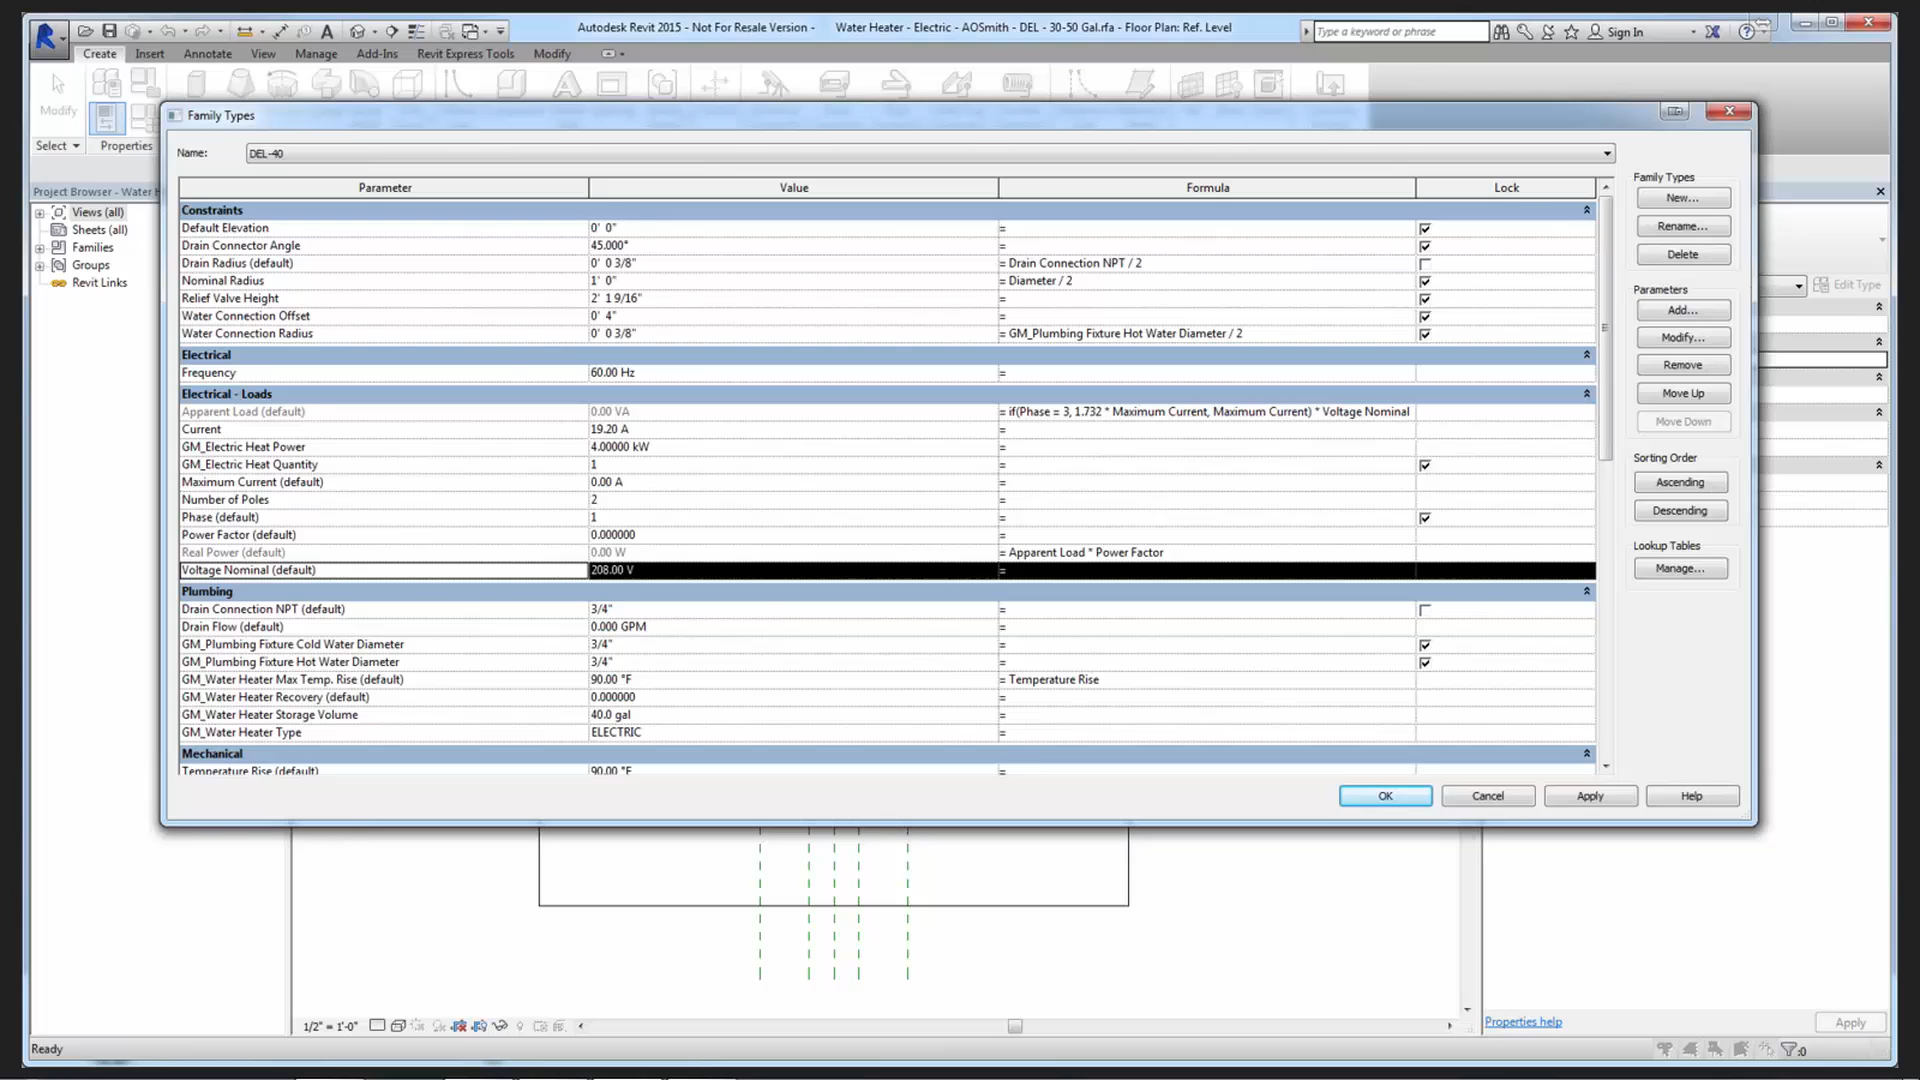 Autodesk Revit 2015 - Not For Resale Version -    Water Heater - Electric - AOSmith - DEL - 30-50 Gal.rfa - Floor Plan: Ref. Level
Type a keyword or phrase
Sign In
Create Insert Annotate View Manage Add-Ins Revit Express Tools Modify
Modify
Select Properties
Project Browser - Water H
Views (all)
Sheets (all)
Families
Groups
Revit Links
Edit Type
Family Types
Name: DEL-40
Parameter Value Formula Lock
Constraints
Default Elevation 0' 0" =
Drain Connector Angle 45.000° =
Drain Radius (default) 0' 0 3/8" = Drain Connection NPT / 2
Nominal Radius 1' 0" = Diameter / 2
Relief Valve Height 2' 1 9/16" =
Water Connection Offset 0' 4" =
Water Connection Radius 0' 0 3/8" = GM_Plumbing Fixture Hot Water Diameter / 2
Electrical
Frequency 60.00 Hz =
Electrical - Loads
Apparent Load (default) 0.00 VA = if(Phase = 3, 1.732 * Maximum Current, Maximum Current) * Voltage Nominal
Current 19.20 A =
GM_Electric Heat Power 4.00000 kW =
GM_Electric Heat Quantity 1 =
Maximum Current (default) 0.00 A =
Number of Poles 2 =
Phase (default) 1 =
Power Factor (default) 0.000000 =
Real Power (default) 0.00 W = Apparent Load * Power Factor
Voltage Nominal (default) 208.00 V =
Plumbing
Drain Connection NPT (default) 3/4" =
Drain Flow (default) 0.000 GPM =
GM_Plumbing Fixture Cold Water Diameter 3/4" =
GM_Plumbing Fixture Hot Water Diameter 3/4" =
GM_Water Heater Max Temp. Rise (default) 90.00 °F = Temperature Rise
GM_Water Heater Recovery (default) 0.000000 =
GM_Water Heater Storage Volume 40.0 gal =
GM_Water Heater Type ELECTRIC =
Mechanical
Temperature Rise (default) 90.00 °F =
Family Types
New...
Rename...
Delete
Parameters
Add...
Modify...
Remove
Move Up
Move Down
Sorting Order
Ascending
Descending
Lookup Tables
Manage...
OK Cancel Apply Help
1/2" = 1'-0"
Properties help
Apply
Ready
:0